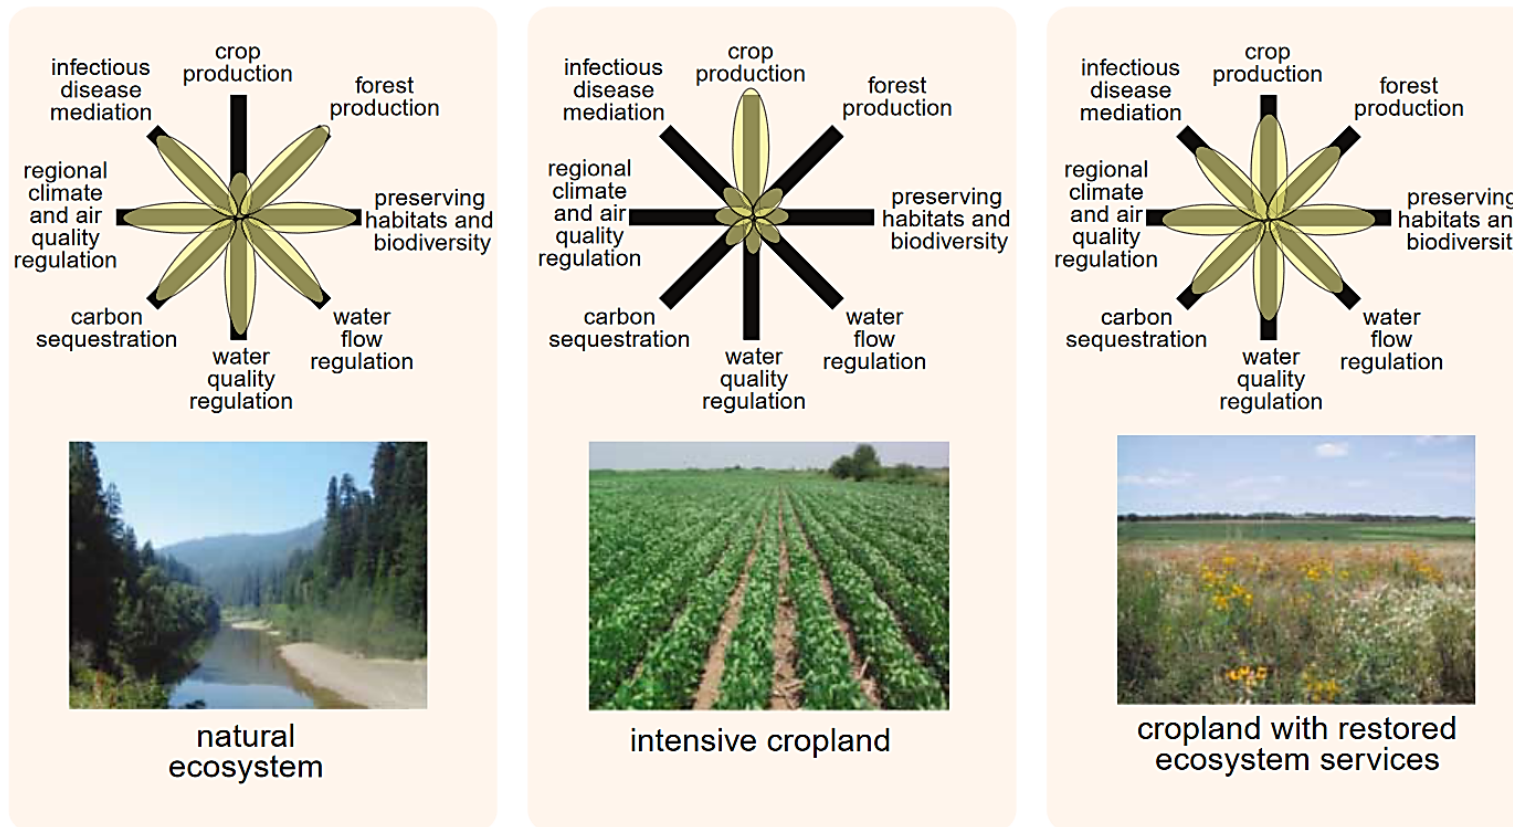 crop
production
infectious
disease
mediation
forest
production
regional
climate
and air
quality
regulation
preserving
habitats and
biodiversity
carbon
sequestration
water
flow
regulation
water
quality
regulation
natural
ecosystem
crop
production
infectious
disease
mediation
forest
production
regional
climate
and air
quality
regulation
preserving
habitats and
biodiversity
carbon
sequestration
water
flow
regulation
water
quality
regulation
intensive cropland
crop
production
infectious
disease
mediation
forest
production
regional
climate
and air
quality
regulation
preserving
habitats an
biodiversit
carbon
sequestration
water
flow
regulation
water
quality
regulation
cropland with restored
ecosystem services